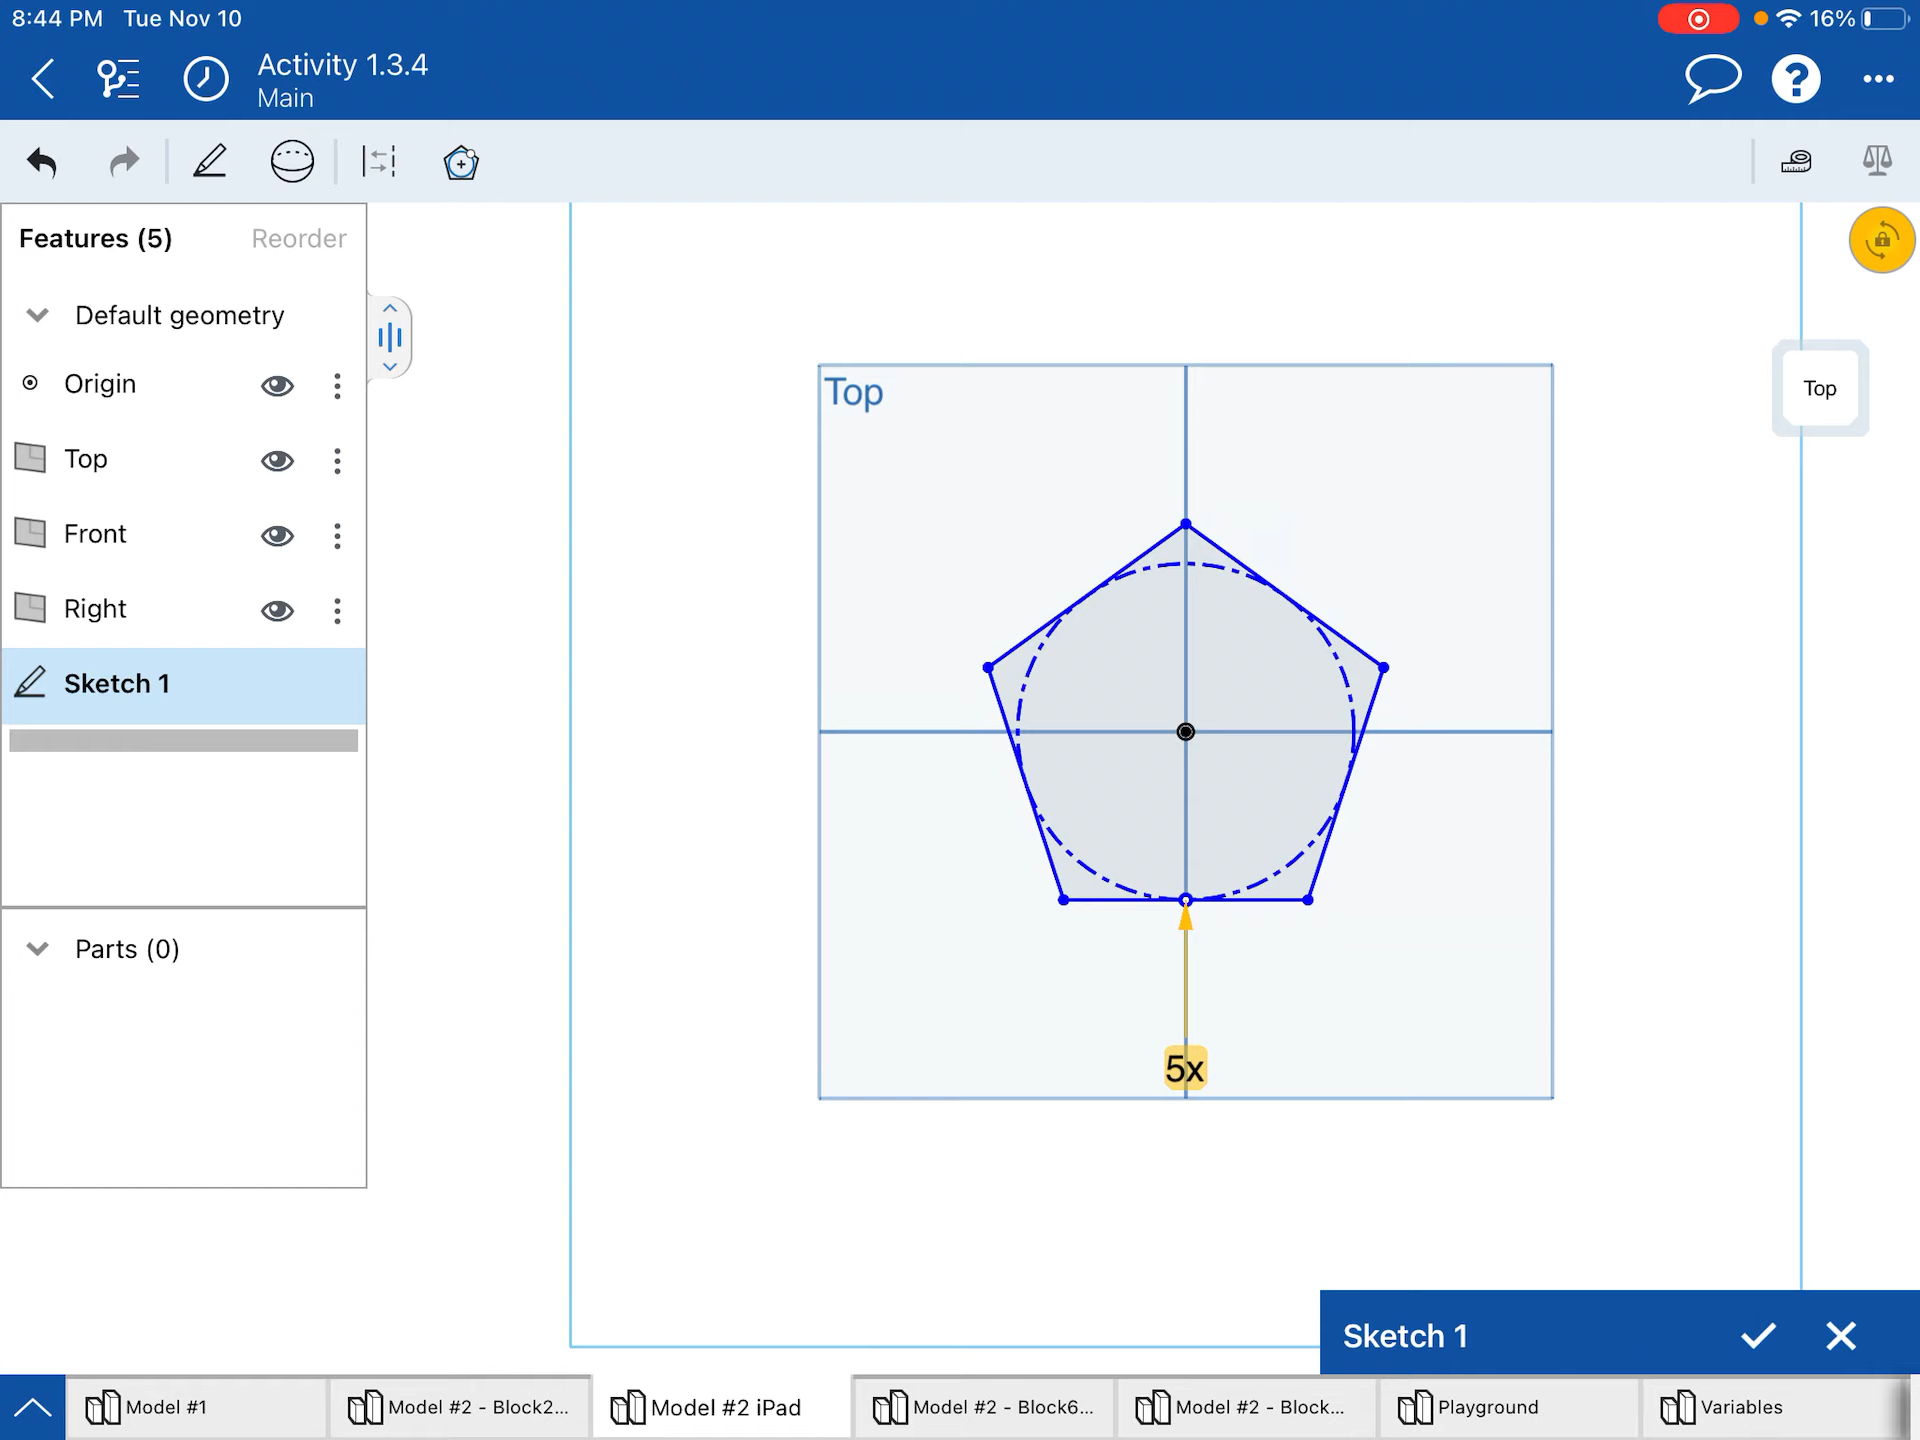 8:44 PM Tue Nov 10
16%
Activity 1.3.4
Main
Features (5) Reorder
Default geometry
Origin
Top
Front
Right
Sketch 1
Parts (0)
Top
Top
5x
Sketch 1
Model #1
Model #2 - Block2...
Model #2 iPad
Model #2 - Block6...
Model #2 - Block...
Playground
Variables